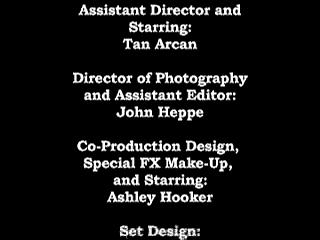 Assistant Director and
Starring:
Tan Arcan
Director of Photography
and Assistant Editor:
John Heppe
Co-Production Design,
Special FX Make-Up,
and Starring:
Ashley Hooker
Set Design: